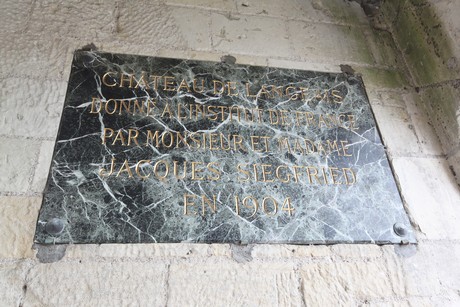 CHÂTEAU DE LANGEAIS
DONNÉ A L'INSTITUT DE FRANCE
PAR MONSIEUR ET MADAME
JACQUES SIEGFRIED
EN 1904